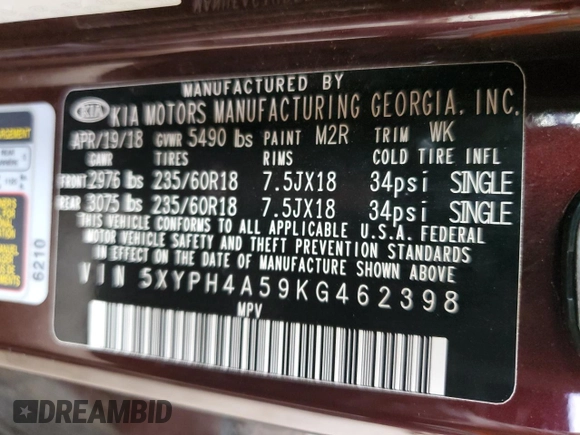 MANUFACTURED BY
KIA KIA MOTORS MANUFACTURING GEORGIA, INC.
APR/19/18 GVWR 5490 lbs PAINT M2R TRIM WK
GAWR TIRES RIMS COLD TIRE INFL
FRONT 2976 lbs 235/60R18 7.5JX18 34psi SINGLE
REAR 3075 lbs 235/60R18 7.5JX18 34psi SINGLE
THIS VEHICLE CONFORMS TO ALL APPLICABLE U.S.A. FEDERAL
MOTOR VEHICLE SAFETY AND THEFT PREVENTION STANDARDS
IN EFFECT ON THE DATE OF MANUFACTURE SHOWN ABOVE.
VIN 5XYPH4A59KG462398
MPV
6210
DREAMBID